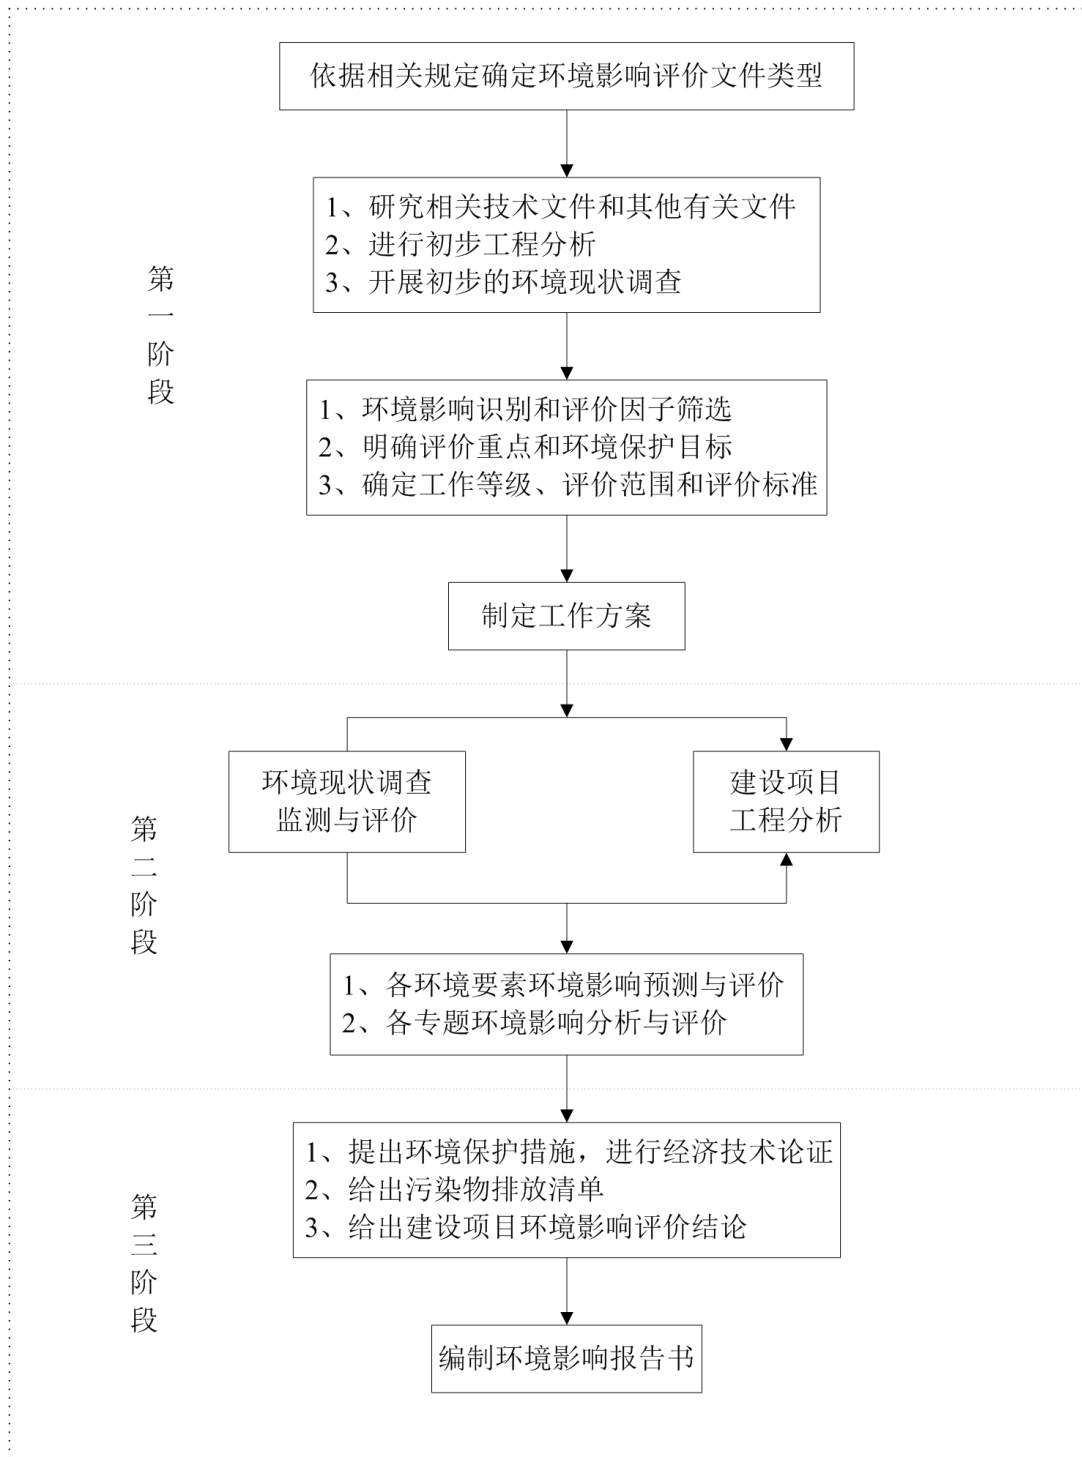 依据相关规定确定环境影响评价文件类型
1、研究相关技术文件和其他有关文件
2、进行初步工程分析
3、开展初步的环境现状调查
第一阶段
1、环境影响识别和评价因子筛选
2、明确评价重点和环境保护目标
3、确定工作等级、评价范围和评价标准
制定工作方案
环境现状调查
监测与评价
建设项目
工程分析
第二阶段
1、各环境要素环境影响预测与评价
2、各专题环境影响分析与评价
1、提出环境保护措施，进行经济技术论证
2、给出污染物排放清单
3、给出建设项目环境影响评价结论
第三阶段
编制环境影响报告书